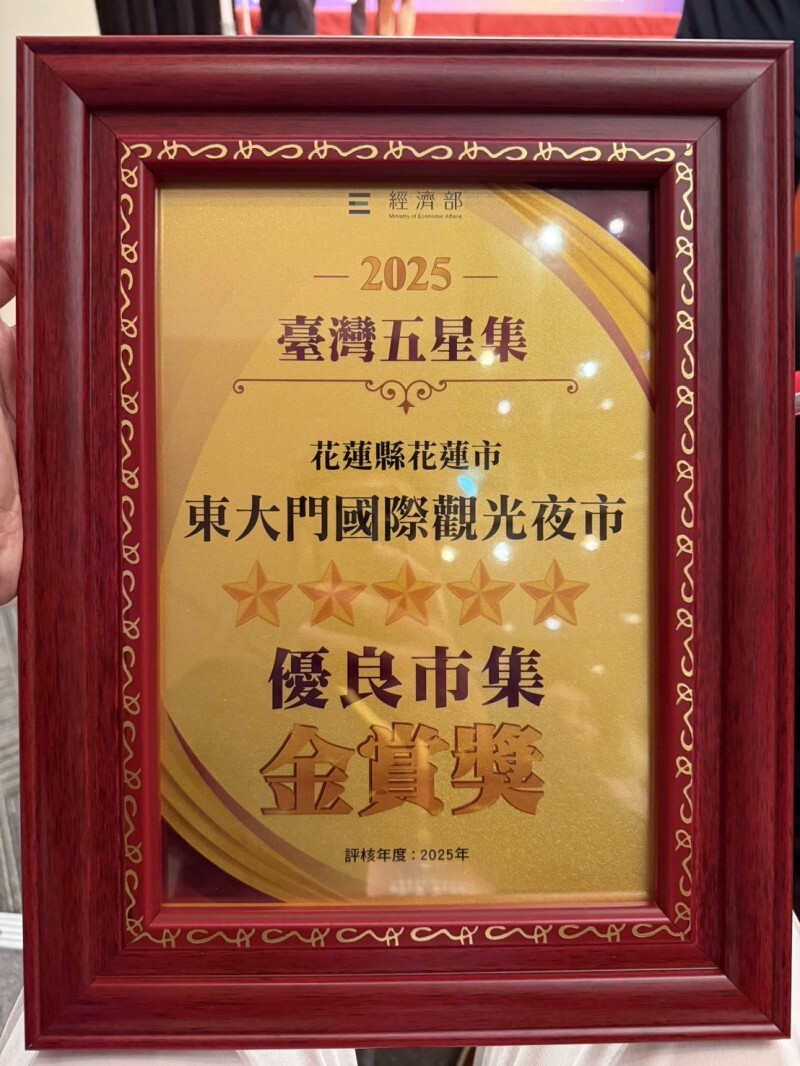 經濟部
Ministry of Economic Affairs
2025
臺灣五星集
花蓮縣花蓮市
東大門國際觀光夜市
優良市集
金賞獎
評核年度：2025年